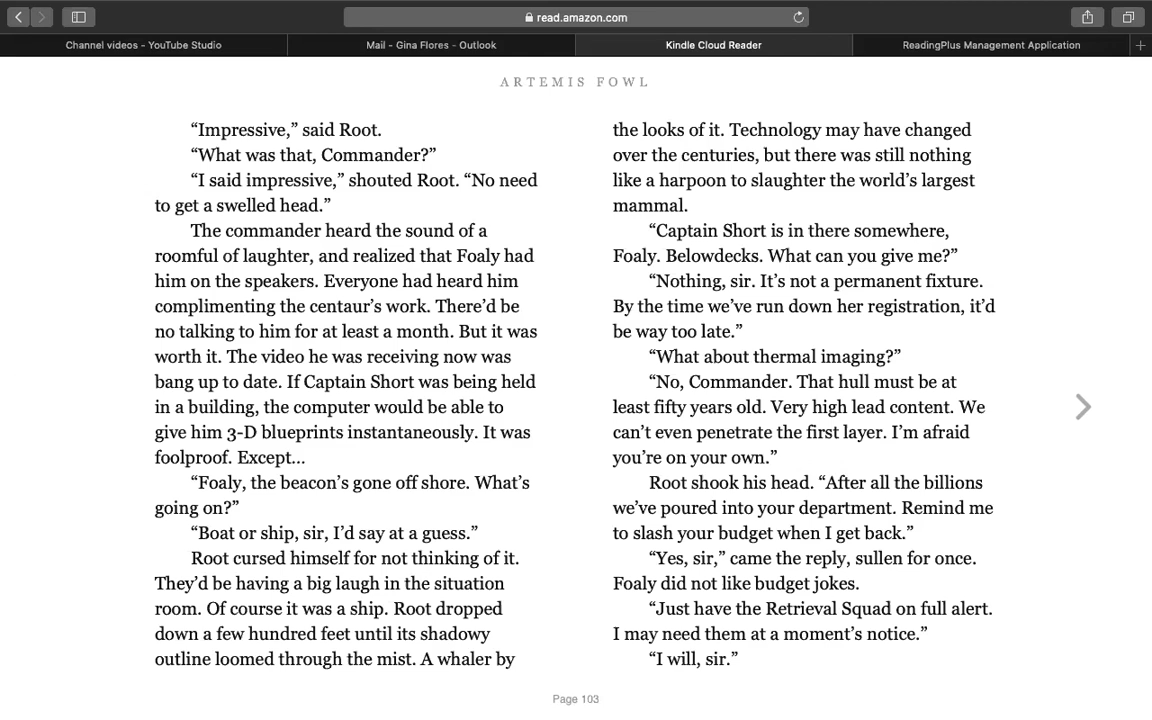 read.amazon.com
Channel videos - YouTube Studio
Mail - Gina Flores - Outlook
Kindle Cloud Reader
ReadingPlus Management Application
ARTEMIS FOWL
“Impressive,” said Root.
“What was that, Commander?”
“I said impressive,” shouted Root. “No need
to get a swelled head.”
The commander heard the sound of a
roomful of laughter, and realized that Foaly had
him on the speakers. Everyone had heard him
complimenting the centaur’s work. There’d be
no talking to him for at least a month. But it was
worth it. The video he was receiving now was
bang up to date. If Captain Short was being held
in a building, the computer would be able to
give him 3-D blueprints instantaneously. It was
foolproof. Except...
“Foaly, the beacon’s gone off shore. What’s
going on?”
“Boat or ship, sir, I’d say at a guess.”
Root cursed himself for not thinking of it.
They’d be having a big laugh in the situation
room. Of course it was a ship. Root dropped
down a few hundred feet until its shadowy
outline loomed through the mist. A whaler by
the looks of it. Technology may have changed
over the centuries, but there was still nothing
like a harpoon to slaughter the world’s largest
mammal.
“Captain Short is in there somewhere,
Foaly. Belowdecks. What can you give me?”
“Nothing, sir. It’s not a permanent fixture.
By the time we’ve run down her registration, it’d
be way too late.”
“What about thermal imaging?”
“No, Commander. That hull must be at
least fifty years old. Very high lead content. We
can’t even penetrate the first layer. I’m afraid
you’re on your own.”
Root shook his head. “After all the billions
we’ve poured into your department. Remind me
to slash your budget when I get back.”
“Yes, sir,” came the reply, sullen for once.
Foaly did not like budget jokes.
“Just have the Retrieval Squad on full alert.
I may need them at a moment’s notice.”
“I will, sir.”
Page 103